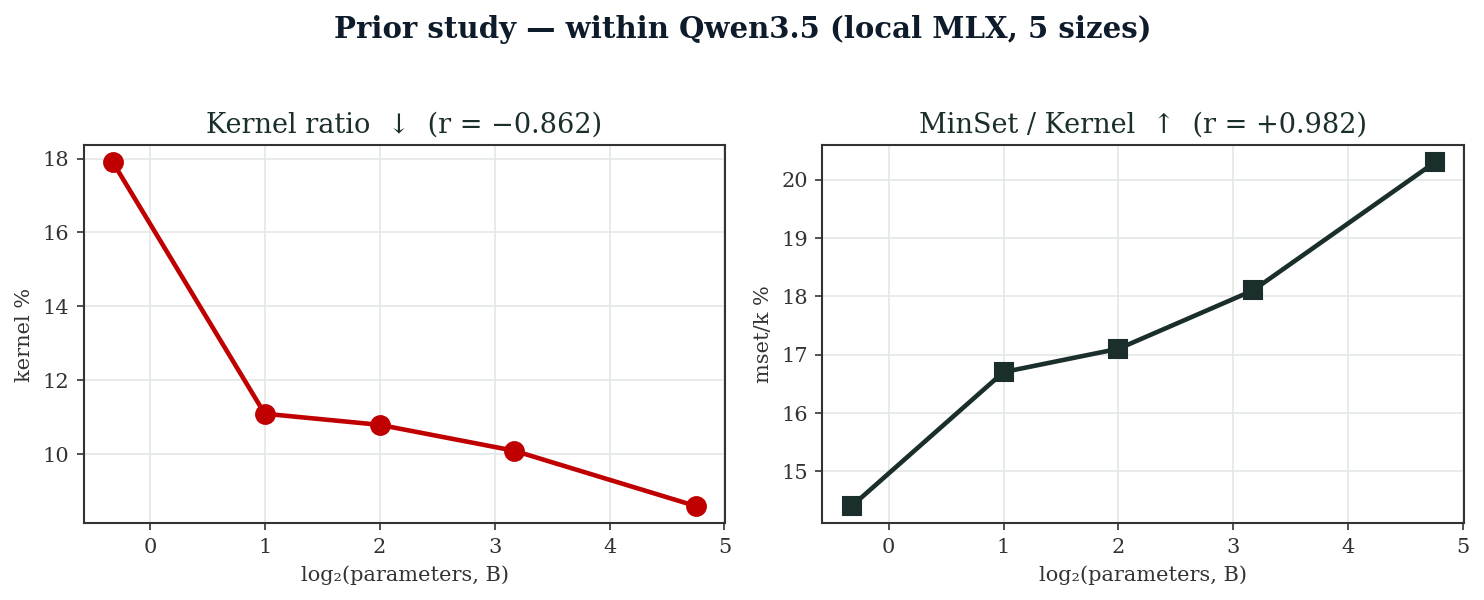 Prior study — within Qwen3.5 (local MLX, 5 sizes)
Kernel ratio ↓ (r = −0.862)
kernel %
18
16
14
12
10
0 1 2 3 4 5
log₂(parameters, B)
MinSet / Kernel ↑ (r = +0.982)
mset/k %
20
19
18
17
16
15
0 1 2 3 4 5
log₂(parameters, B)